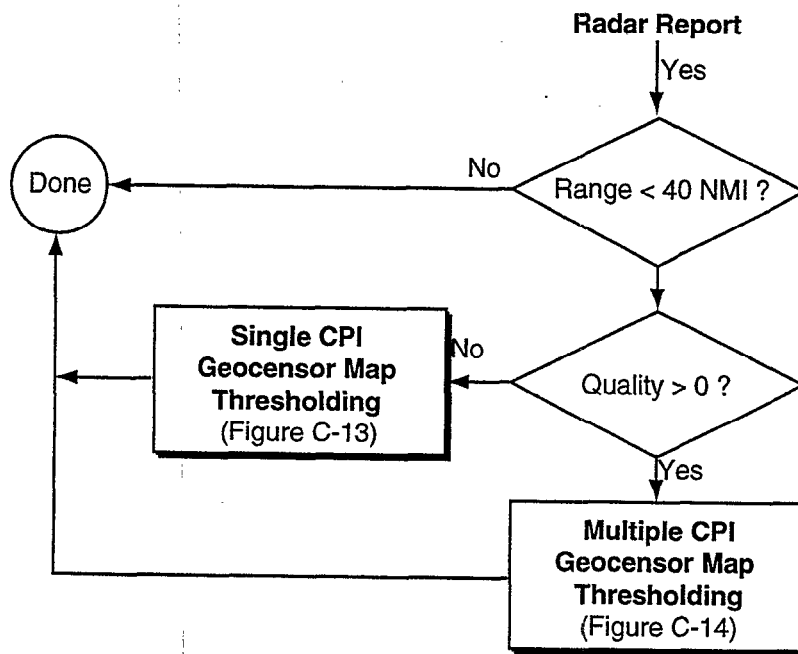 Radar Report
Yes
Range < 40 NMI ?
No
Done
Quality > 0 ?
No
Single CPI
Geocensor Map
Thresholding
(Figure C-13)
Yes
Multiple CPI
Geocensor Map
Thresholding
(Figure C-14)